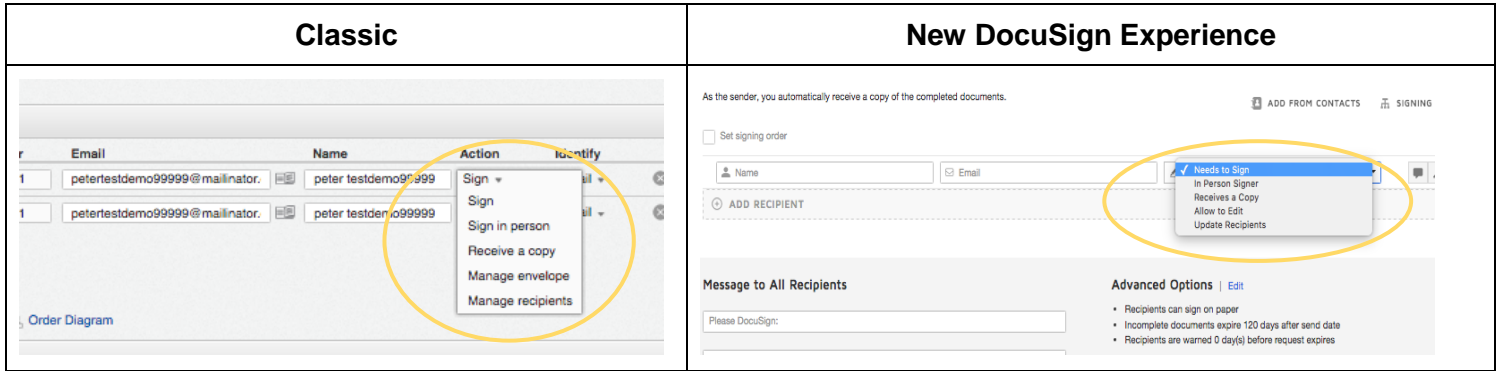 Classic
New DocuSign Experience
r Email Name Action Identify
1 petertestdemo99999@mailinator. peter testdemo99999 Sign ail
Sign
1 petertestdemo99999@mailinator. peter testdemo99999 ail
Sign in person
Receive a copy
Manage envelope
Manage recipients
Order Diagram
As the sender, you automatically receive a copy of the completed documents.
ADD FROM CONTACTS SIGNING
Set signing order
Name Email Needs to Sign
In Person Signer
Receives a Copy
Allow to Edit
Update Recipients
ADD RECIPIENT
Message to All Recipients
Please DocuSign:
Advanced Options | Edit
• Recipients can sign on paper
• Incomplete documents expire 120 days after send date
• Recipients are warned 0 day(s) before request expires